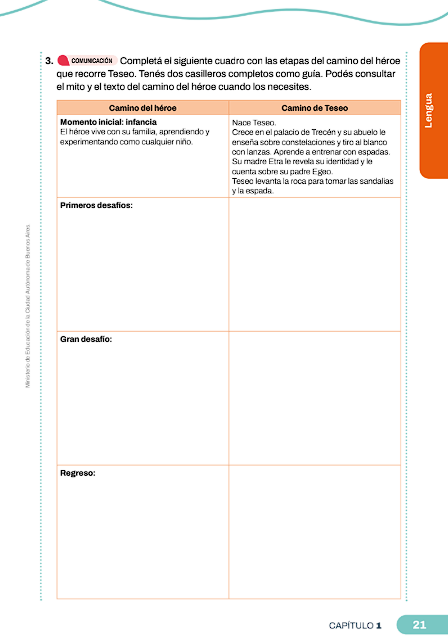 3. COMUNICACIÓN Completá el siguiente cuadro con las etapas del camino del héroe
que recorre Teseo. Tenés dos casilleros completos como guía. Podés consultar
el mito y el texto del camino del héroe cuando los necesites.
Camino del héroe
Camino de Teseo
Momento inicial: infancia
El héroe vive con su familia, aprendiendo y
experimentando como cualquier niño.
Nace Teseo.
Crece en el palacio de Trecén y su abuelo le
enseña sobre constelaciones y tiro al blanco
con lanzas. Aprende a entrenar con espadas.
Su madre Etra le revela su identidad y le
cuenta sobre su padre Egeo.
Teseo levanta la roca para tomar las sandalias
y la espada.
Primeros desafíos:
Gran desafío:
Regreso:
Lengua
Ministerio de Educación de la Ciudad Autónoma de Buenos Aires.
CAPÍTULO 1
21